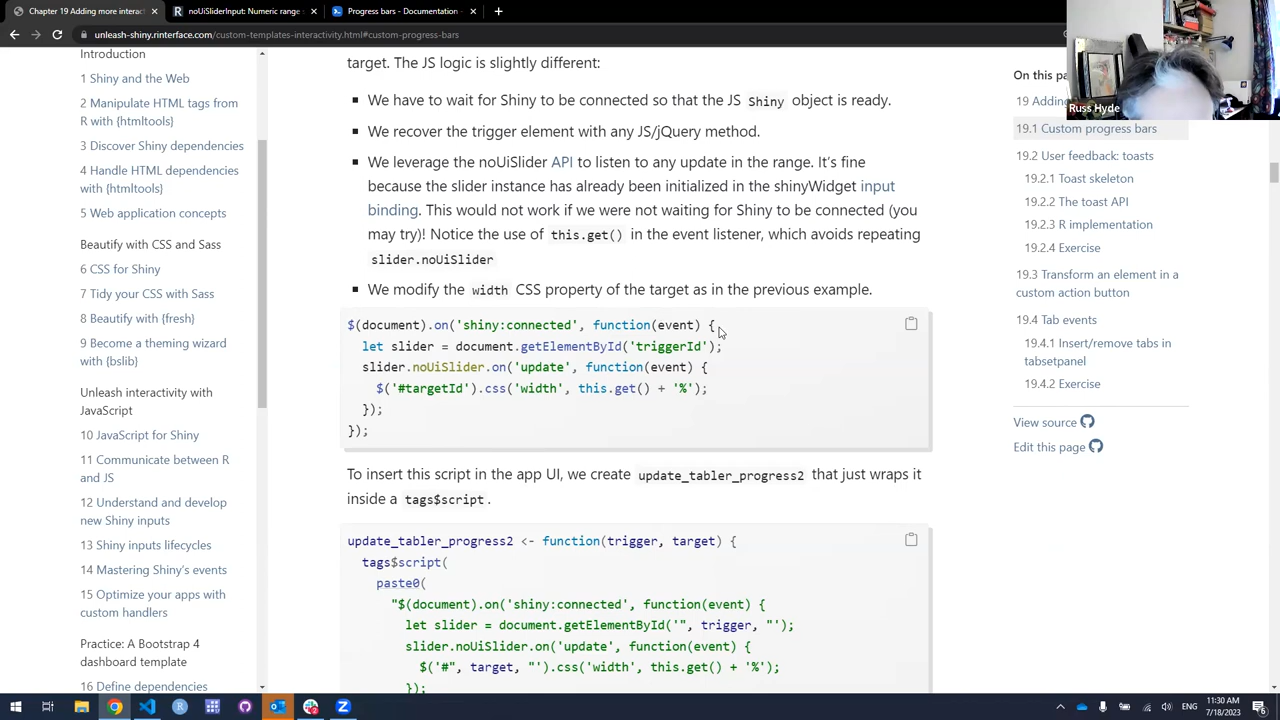 Chapter 19 Adding more interact
noUiSliderInput: Numeric range s
Progress bars - Documentation -
unleash-shiny.rinterface.com/custom-templates-interactivity.html#custom-progress-bars
Russ Hyde
Introduction
1 Shiny and the Web
2 Manipulate HTML tags from
R with {htmltools}
3 Discover Shiny dependencies
4 Handle HTML dependencies
with {htmltools}
5 Web application concepts
Beautify with CSS and Sass
6 CSS for Shiny
7 Tidy your CSS with Sass
8 Beautify with {fresh}
9 Become a theming wizard
with {bslib}
Unleash interactivity with
JavaScript
10 JavaScript for Shiny
11 Communicate between R
and JS
12 Understand and develop
new Shiny inputs
13 Shiny inputs lifecycles
14 Mastering Shiny's events
15 Optimize your apps with
custom handlers
Practice: A Bootstrap 4
dashboard template
16 Define dependencies
target. The JS logic is slightly different:
We have to wait for Shiny to be connected so that the JS Shiny object is ready.
We recover the trigger element with any JS/jQuery method.
We leverage the noUiSlider API to listen to any update in the range. It's fine
because the slider instance has already been initialized in the shinyWidget input
binding. This would not work if we were not waiting for Shiny to be connected (you
may try)! Notice the use of this.get() in the event listener, which avoids repeating
slider.noUiSlider
We modify the width CSS property of the target as in the previous example.
$(document).on('shiny:connected', function(event) {
let slider = document.getElementById('triggerId');
slider.noUiSlider.on('update', function(event) {
$('#targetId').css('width', this.get() + '%');
});
});
To insert this script in the app UI, we create update_tabler_progress2 that just wraps it
inside a tags$script.
update_tabler_progress2 <- function(trigger, target) {
tags$script(
paste0(
"$(document).on('shiny:connected', function(event) {
let slider = document.getElementById('", trigger, "');
slider.noUiSlider.on('update', function(event) {
$('#", target, "').css('width', this.get() + '%');
});
On this pa
19 Adding
19.1 Custom progress bars
19.2 User feedback: toasts
19.2.1 Toast skeleton
19.2.2 The toast API
19.2.3 R implementation
19.2.4 Exercise
19.3 Transform an element in a
custom action button
19.4 Tab events
19.4.1 Insert/remove tabs in
tabsetpanel
19.4.2 Exercise
View source
Edit this page
ENG
11:30 AM
7/18/2023